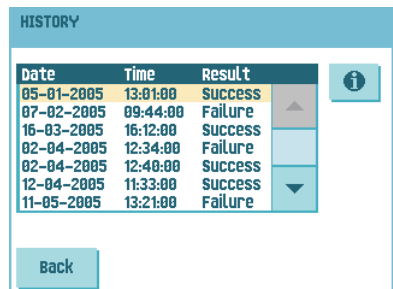 HISTORY
Date Time Result
05-01-2005 13:01:00 Success
07-02-2005 09:44:00 Failure
16-03-2005 16:12:00 Success
02-04-2005 12:34:00 Failure
02-04-2005 12:40:00 Success
12-04-2005 11:33:00 Success
11-05-2005 13:21:00 Failure
i
Back